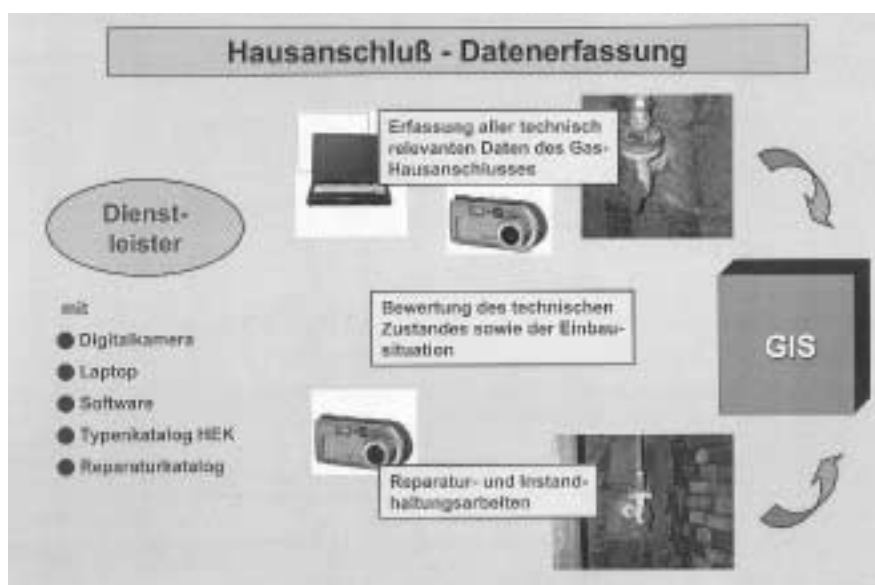 Hausanschluß - Datenerfassung
Erfassung aller technisch
relevanten Daten des Gas-
Hausanschlusses
Dienst-
leister
mit
Digitalkamera
Laptop
Software
Typenkatalog HEK
Reparaturkatalog
Bewertung des technischen
Zustandes sowie der Einbau-
situation
GIS
Reparatur- und Instand-
haltungsarbeiten